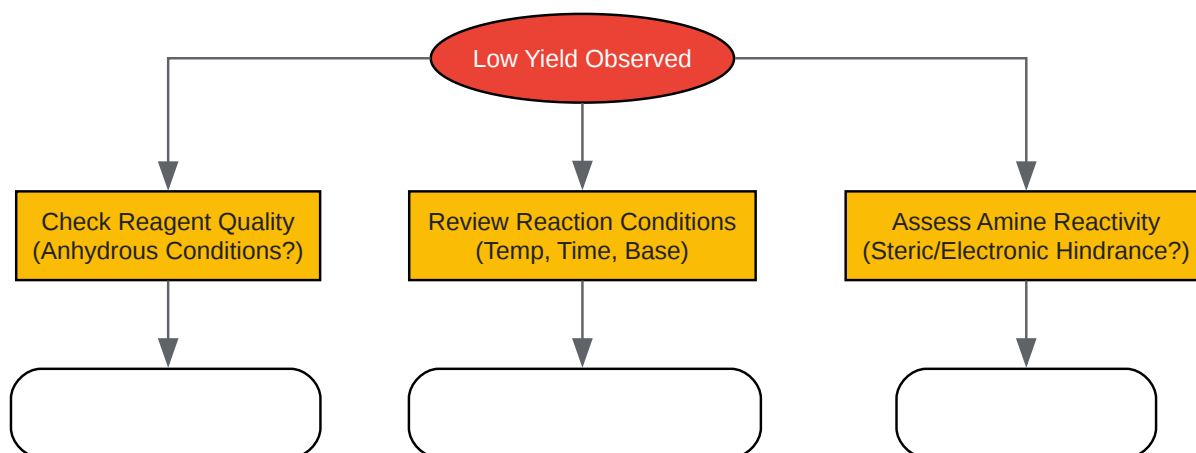 Low Yield Observed
Check Reagent Quality
(Anhydrous Conditions?)
Review Reaction Conditions
(Temp, Time, Base)
Assess Amine Reactivity
(Steric/Electronic Hindrance?)